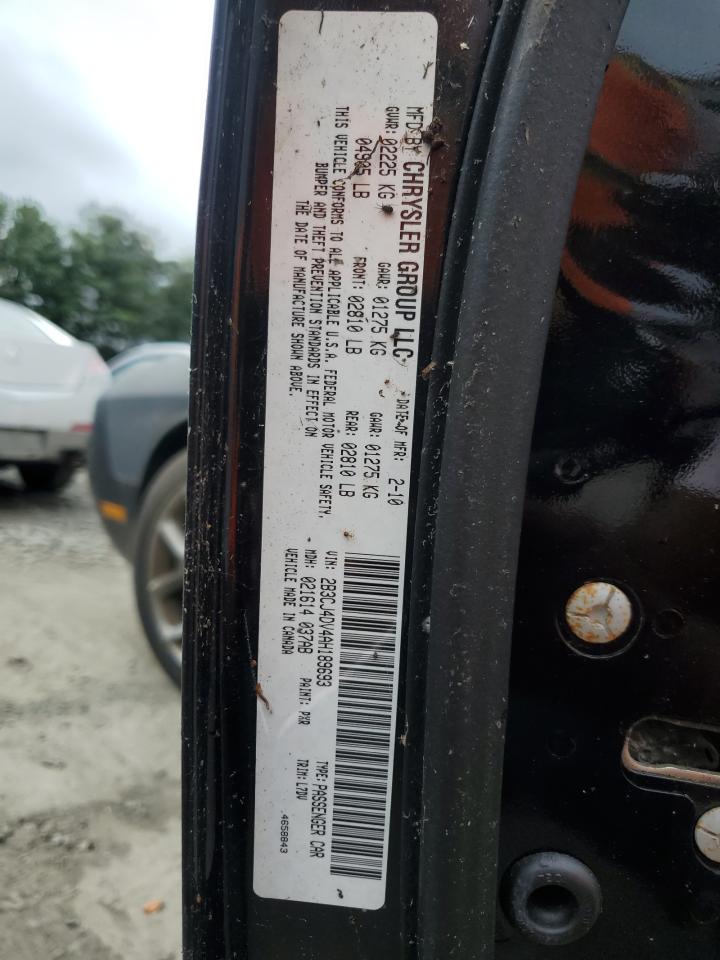 MFD BY CHRYSLER GROUP LLC
DATE OF MFR: 2-10
GVWR: 02225 KG
GAWR: 01275 KG
GAWR: 01275 KG
04905 LB
FRONT: 02810 LB
REAR: 02810 LB
THIS VEHICLE CONFORMS TO ALL APPLICABLE U.S.A. FEDERAL MOTOR VEHICLE SAFETY,
BUMPER AND THEFT PREVENTION STANDARDS IN EFFECT ON
THE DATE OF MANUFACTURE SHOWN ABOVE.
VIN: 2B3CJ4DV4AH189693
TYPE: PASSENGER CAR
MDH: 021614 037AB
PAINT: PXR
TRIM: L7DV
VEHICLE MADE IN CANADA
4658843